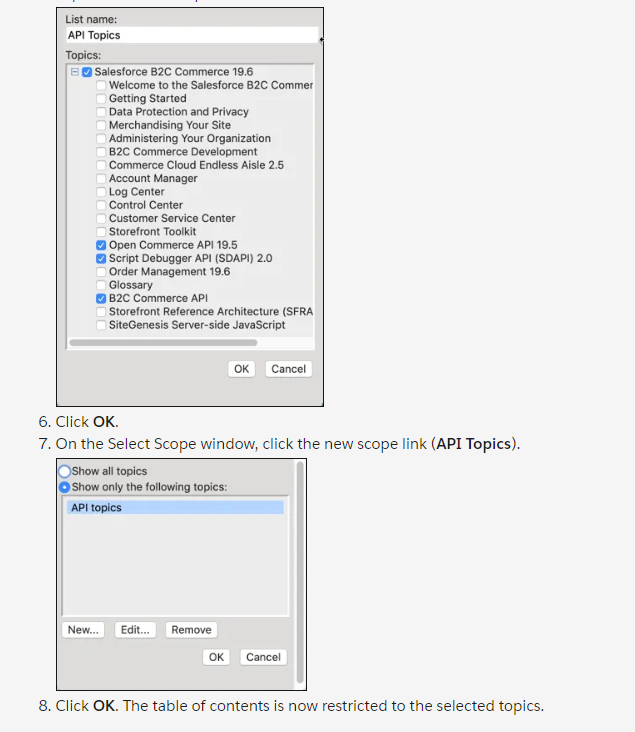 List name:
API Topics
Topics:
Salesforce B2C Commerce 19.6
Welcome to the Salesforce B2C Commer
Getting Started
Data Protection and Privacy
Merchandising Your Site
Administering Your Organization
B2C Commerce Development
Commerce Cloud Endless Aisle 2.5
Account Manager
Log Center
Control Center
Customer Service Center
Storefront Toolkit
Open Commerce API 19.5
Script Debugger API (SDAPI) 2.0
Order Management 19.6
Glossary
B2C Commerce API
Storefront Reference Architecture (SFRA
SiteGenesis Server-side JavaScript
OK Cancel
6. Click OK.
7. On the Select Scope window, click the new scope link (API Topics).
Show all topics
Show only the following topics:
API topics
New... Edit... Remove
OK Cancel
8. Click OK. The table of contents is now restricted to the selected topics.